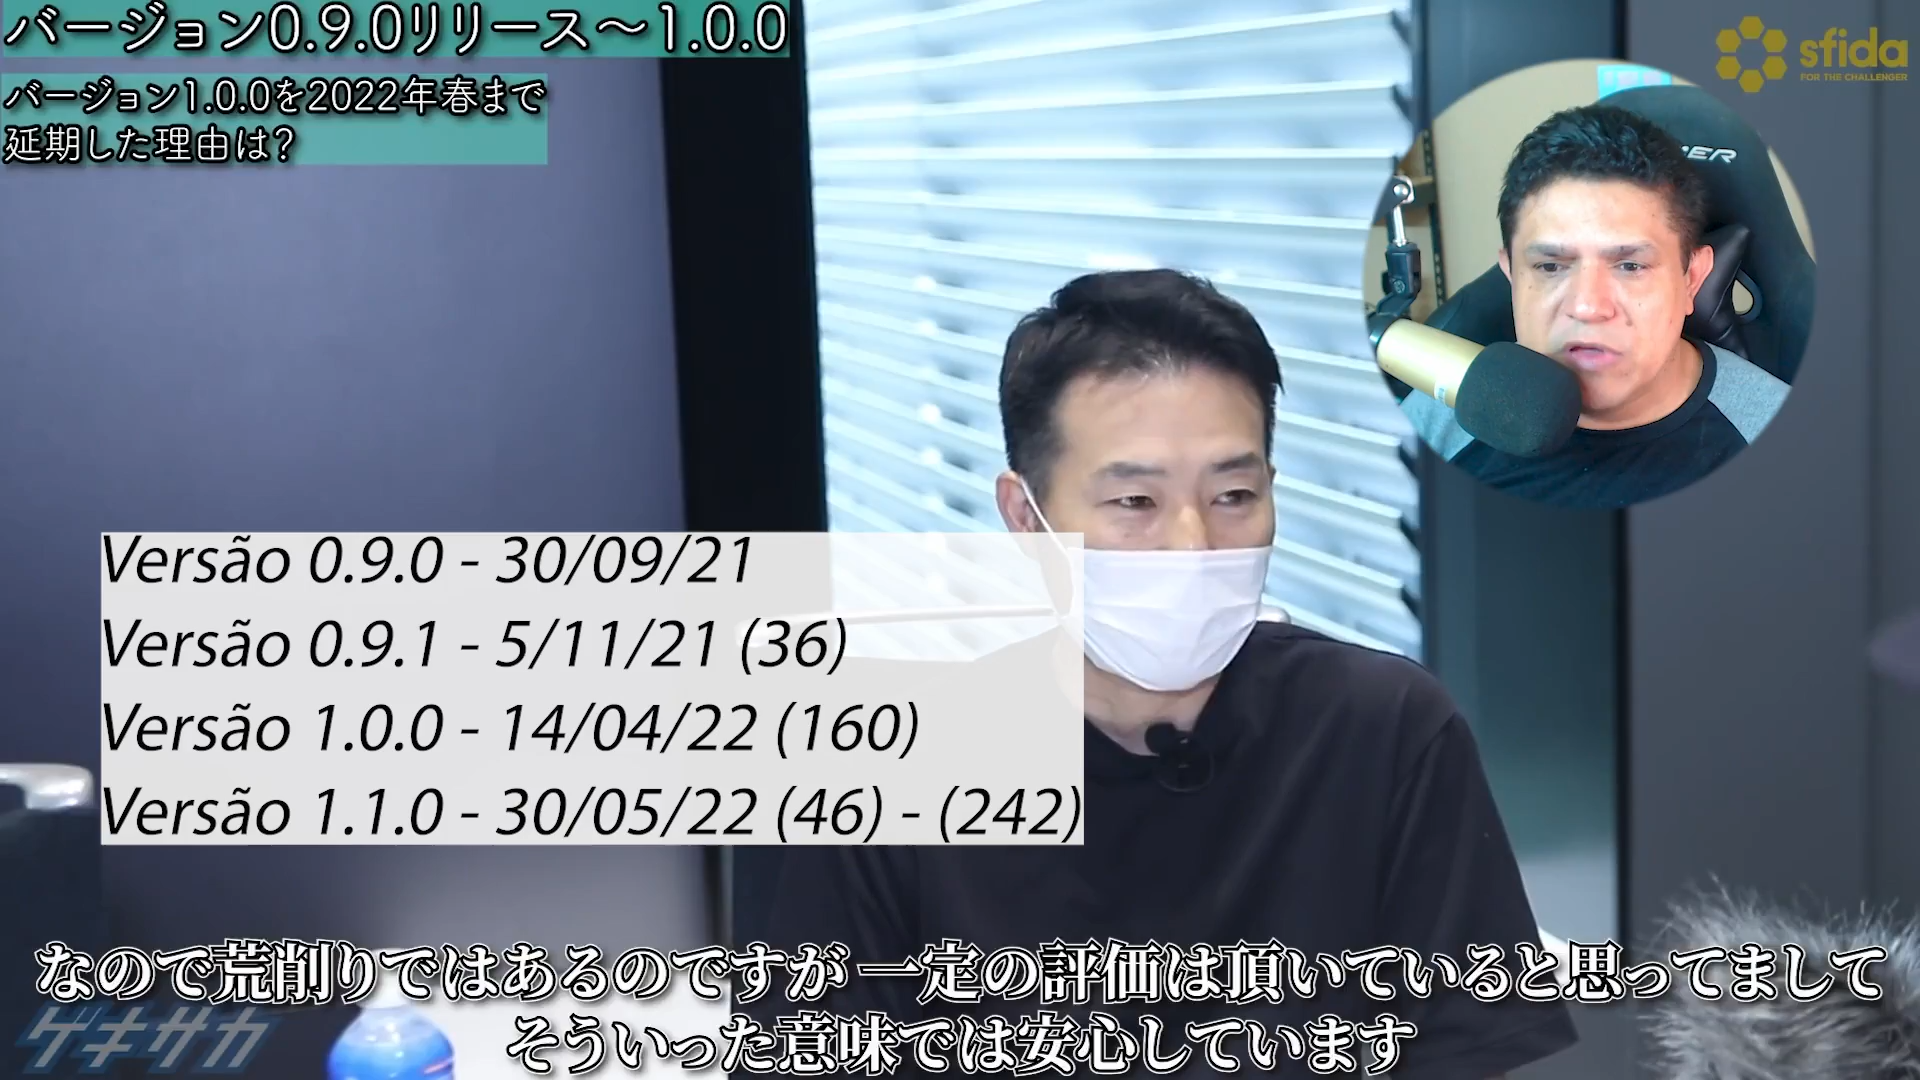 バージョン0.9.0リリース～1.0.0
バージョン1.0.0を2022年春まで
延期した理由は?
sfida
FOR THE CHALLENGER
Versão 0.9.0 - 30/09/21
Versão 0.9.1 - 5/11/21 (36)
Versão 1.0.0 - 14/04/22 (160)
Versão 1.1.0 - 30/05/22 (46) - (242)
なので荒削りではあるのですが 一定の評価は頂いていると思ってまして
そういった意味では安心しています
ゲキサカ